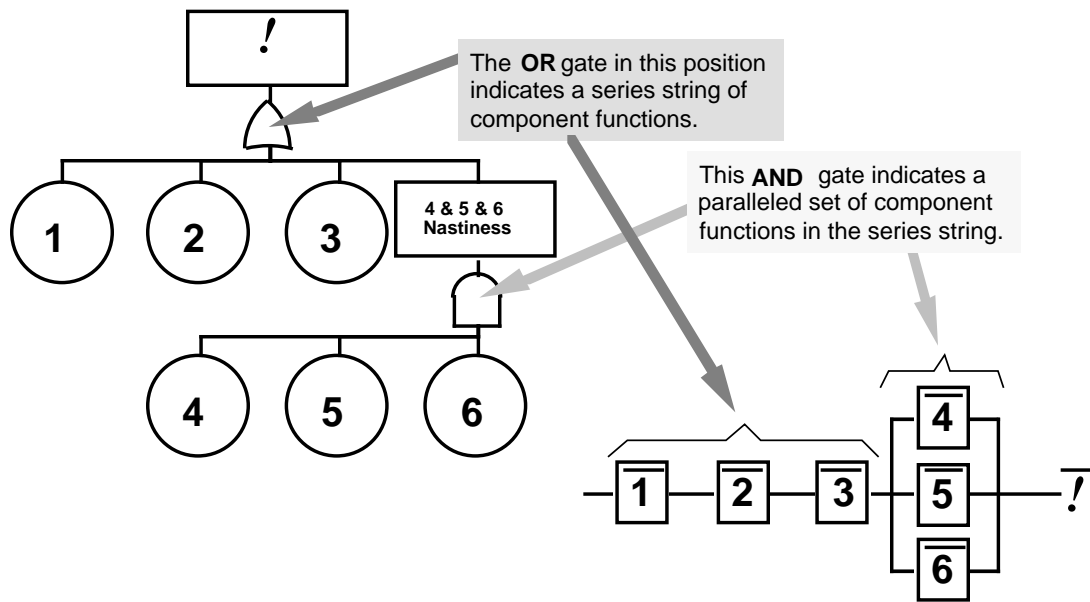 !
The OR gate in this position
indicates a series string of
component functions.
This AND gate indicates a
paralleled set of component
functions in the series string.
1
2
3
4 & 5 & 6
Nastiness
4
5
6
4
1
2
3
5
!
6